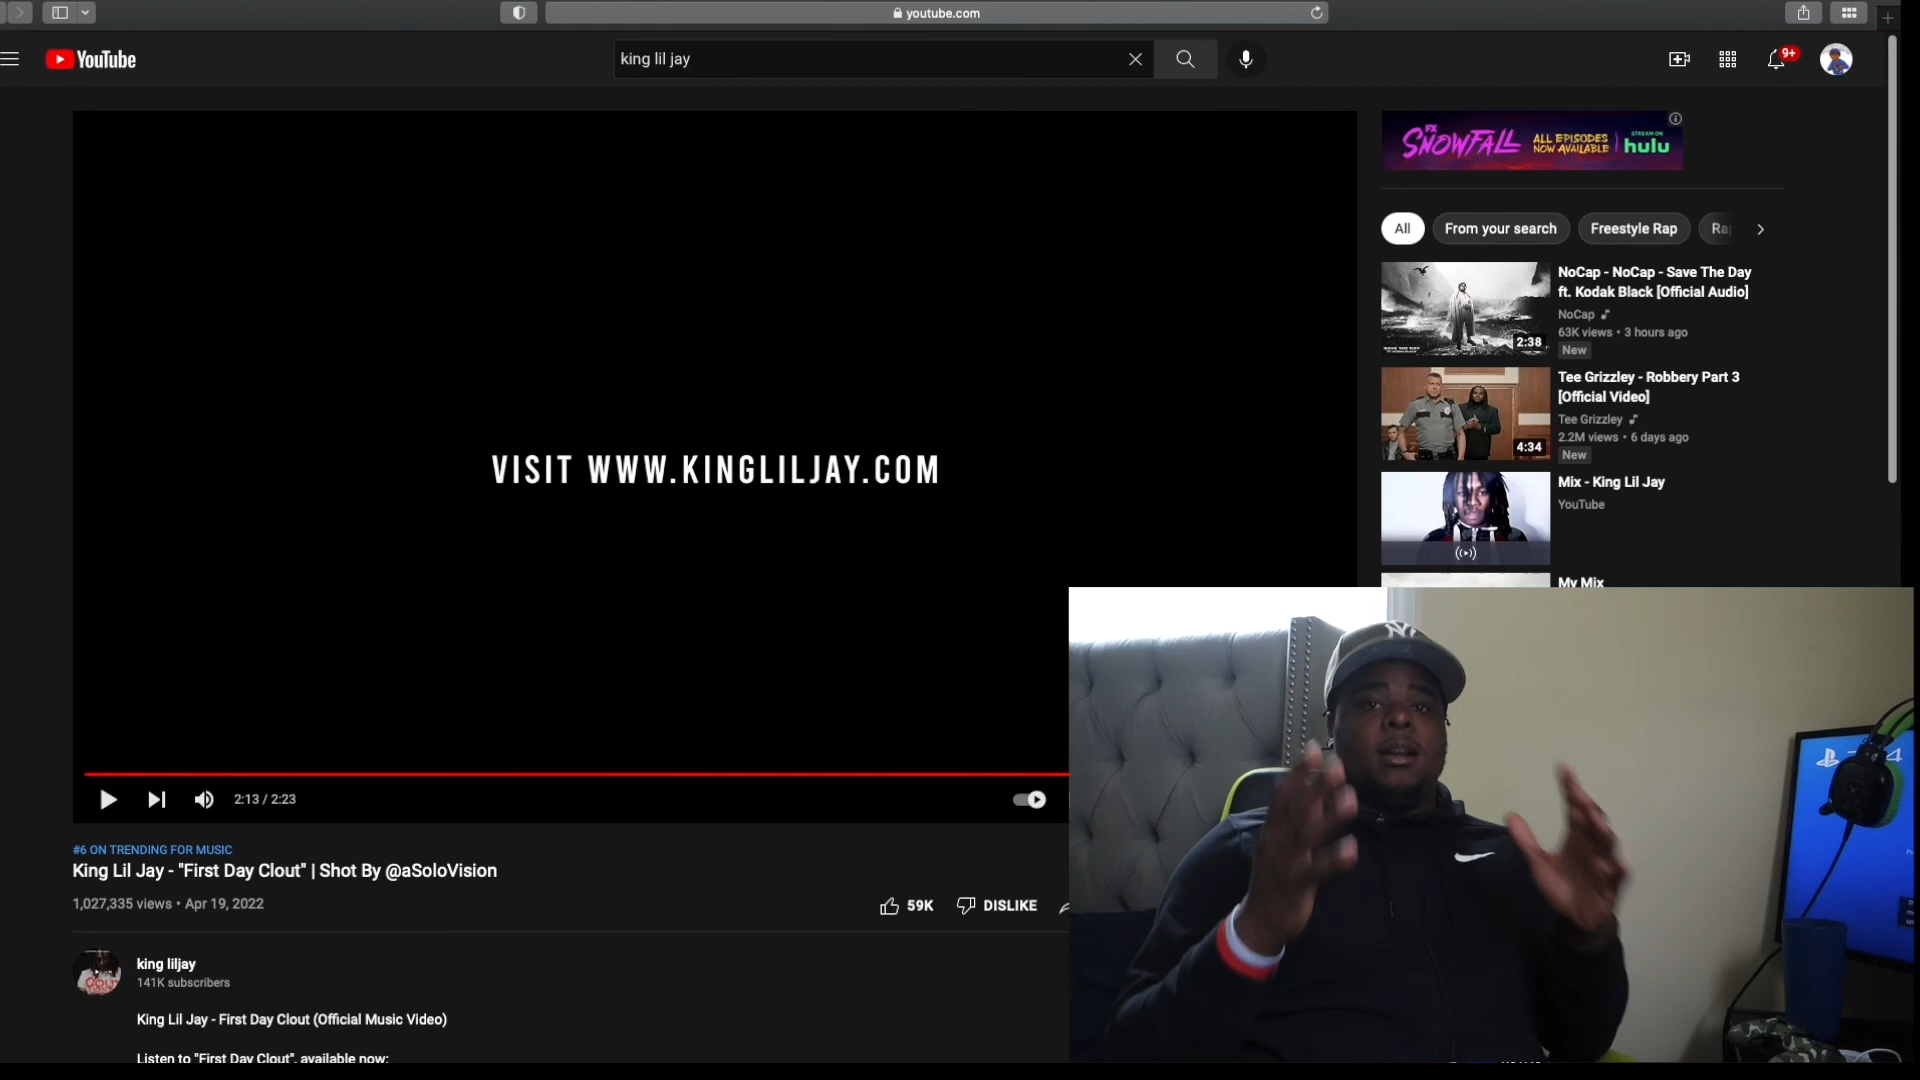 youtube.com
YouTube
king lil jay
9+
VISIT WWW.KINGLILJAY.COM
2:13 / 2:23
#6 ON TRENDING FOR MUSIC
King Lil Jay - "First Day Clout" | Shot By @aSoloVision
1,027,335 views • Apr 19, 2022
59K
DISLIKE
king liljay
141K subscribers
King Lil Jay - First Day Clout (Official Music Video)
Listen to "First Day Clout", available now:
FX
SNOWFALL
ALL EPISODES
NOW AVAILABLE
STREAM ON
hulu
All
From your search
Freestyle Rap
NoCap - NoCap - Save The Day
ft. Kodak Black [Official Audio]
NoCap
63K views • 3 hours ago
New
2:38
Tee Grizzley - Robbery Part 3
[Official Video]
Tee Grizzley
2.2M views • 6 days ago
New
4:34
Mix - King Lil Jay
YouTube
My Mix
NY